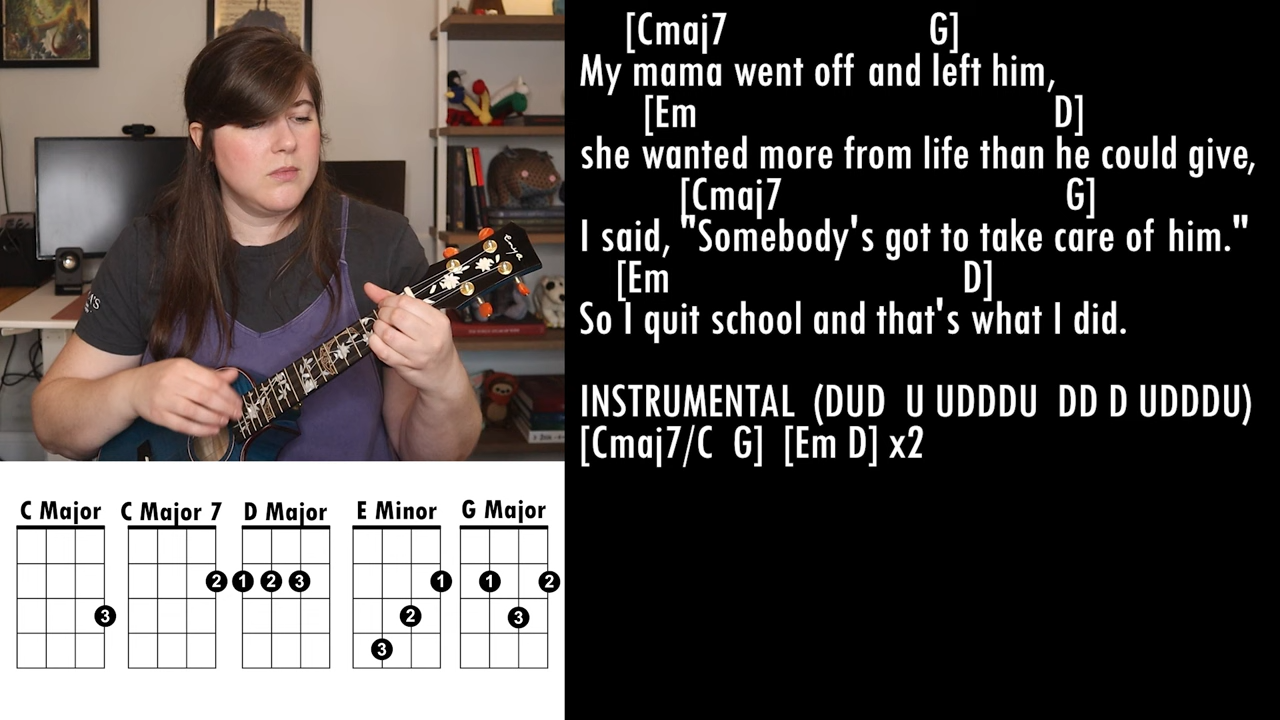 [Cmaj7 G]
My mama went off and left him,
[Em D]
she wanted more from life than he could give,
[Cmaj7 G]
I said, "Somebody's got to take care of him."
[Em D]
So I quit school and that's what I did.
INSTRUMENTAL (DUD U UDDDU DD D UDDDU)
[Cmaj7/C G] [Em D] x2
C Major C Major 7 D Major E Minor G Major
2 1 2 3 1 1 2
3 2 3
3